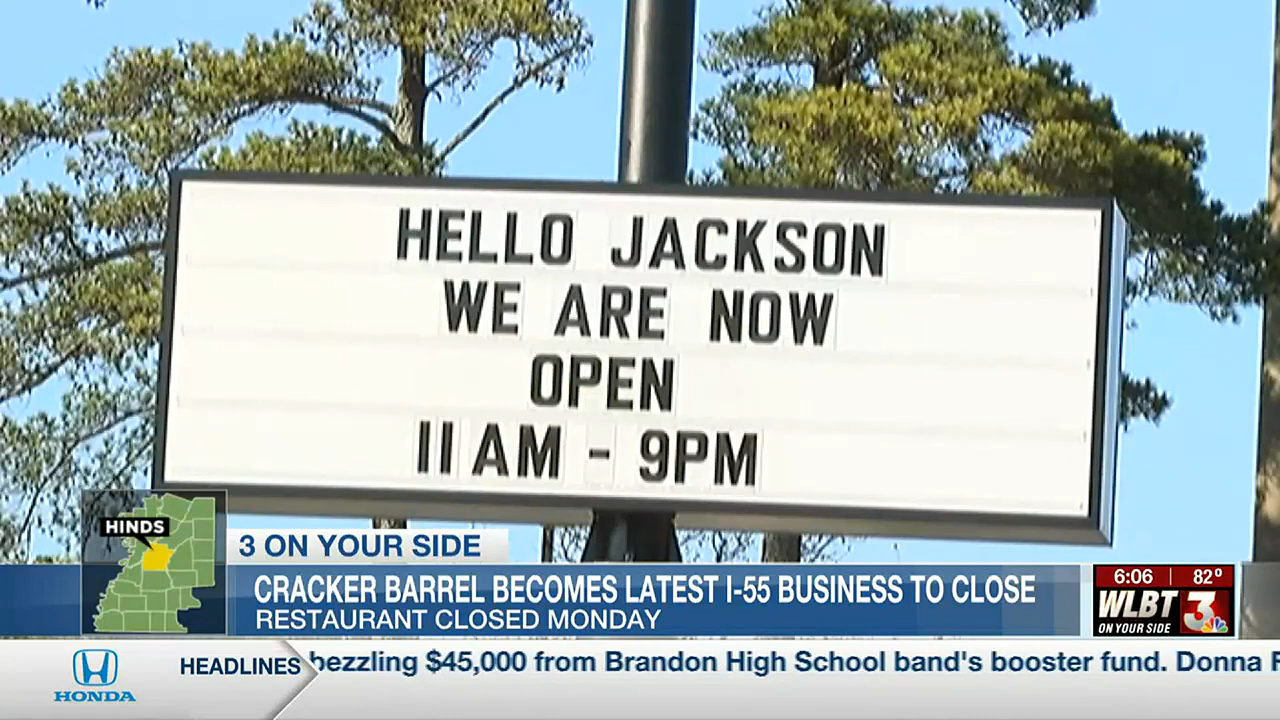 HELLO JACKSON
WE ARE NOW
OPEN
11AM - 9PM
HINDS
3 ON YOUR SIDE
CRACKER BARREL BECOMES LATEST I-55 BUSINESS TO CLOSE
RESTAURANT CLOSED MONDAY
6:06 82°
WLBT 3
ON YOUR SIDE
HONDA
HEADLINES
bezzling $45,000 from Brandon High School band's booster fund. Donna